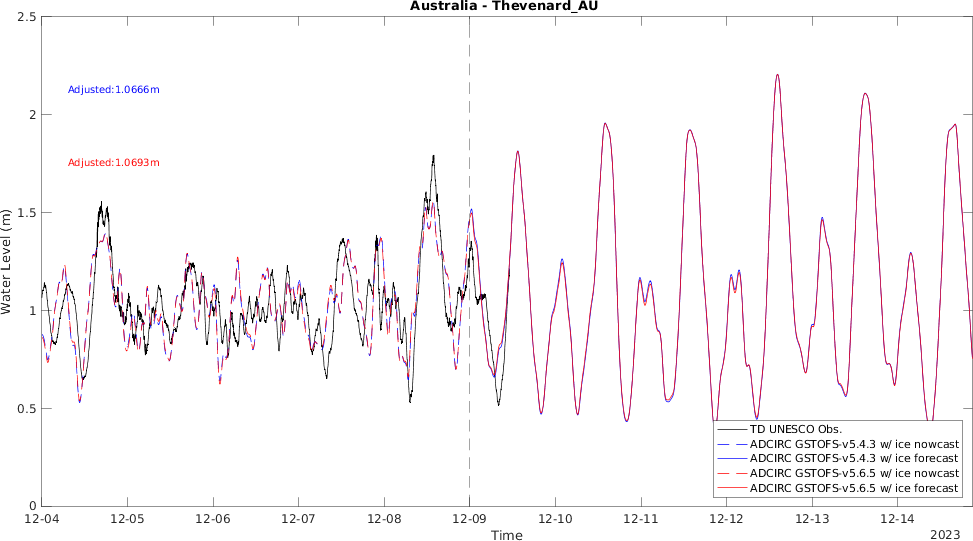 Australia - Thevenard_AU
2.5
2
1.5
1
0.5
0
Water Level (m)
Adjusted:1.0666m
Adjusted:1.0693m
TD UNESCO Obs.
ADCIRC GSTOFS-v5.4.3 w/ ice nowcast
ADCIRC GSTOFS-v5.4.3 w/ ice forecast
ADCIRC GSTOFS-v5.6.5 w/ ice nowcast
ADCIRC GSTOFS-v5.6.5 w/ ice forecast
12-04 12-05 12-06 12-07 12-08 12-09 12-10 12-11 12-12 12-13 12-14
Time
2023